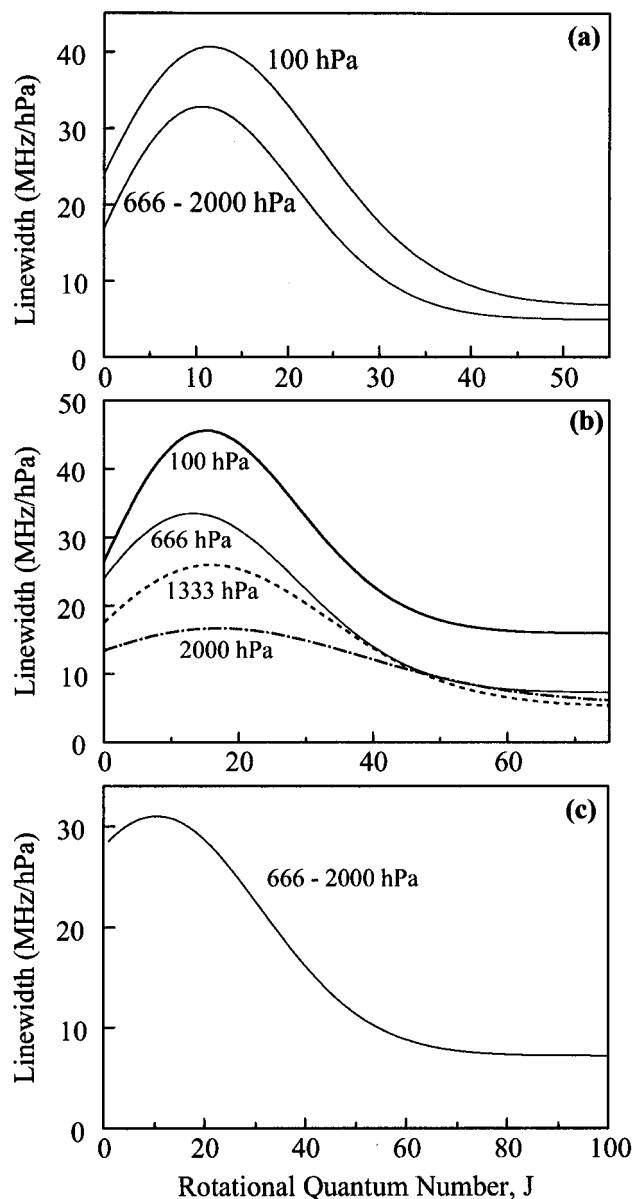 (a)
100 hPa
666 - 2000 hPa
Linewidth (MHz/hPa)
40
30
20
10
0
0 10 20 30 40 50
(b)
100 hPa
666 hPa
1333 hPa
2000 hPa
Linewidth (MHz/hPa)
50
40
30
20
10
0
0 20 40 60
(c)
666 - 2000 hPa
Linewidth (MHz/hPa)
30
20
10
0
0 20 40 60 80 100
Rotational Quantum Number, J